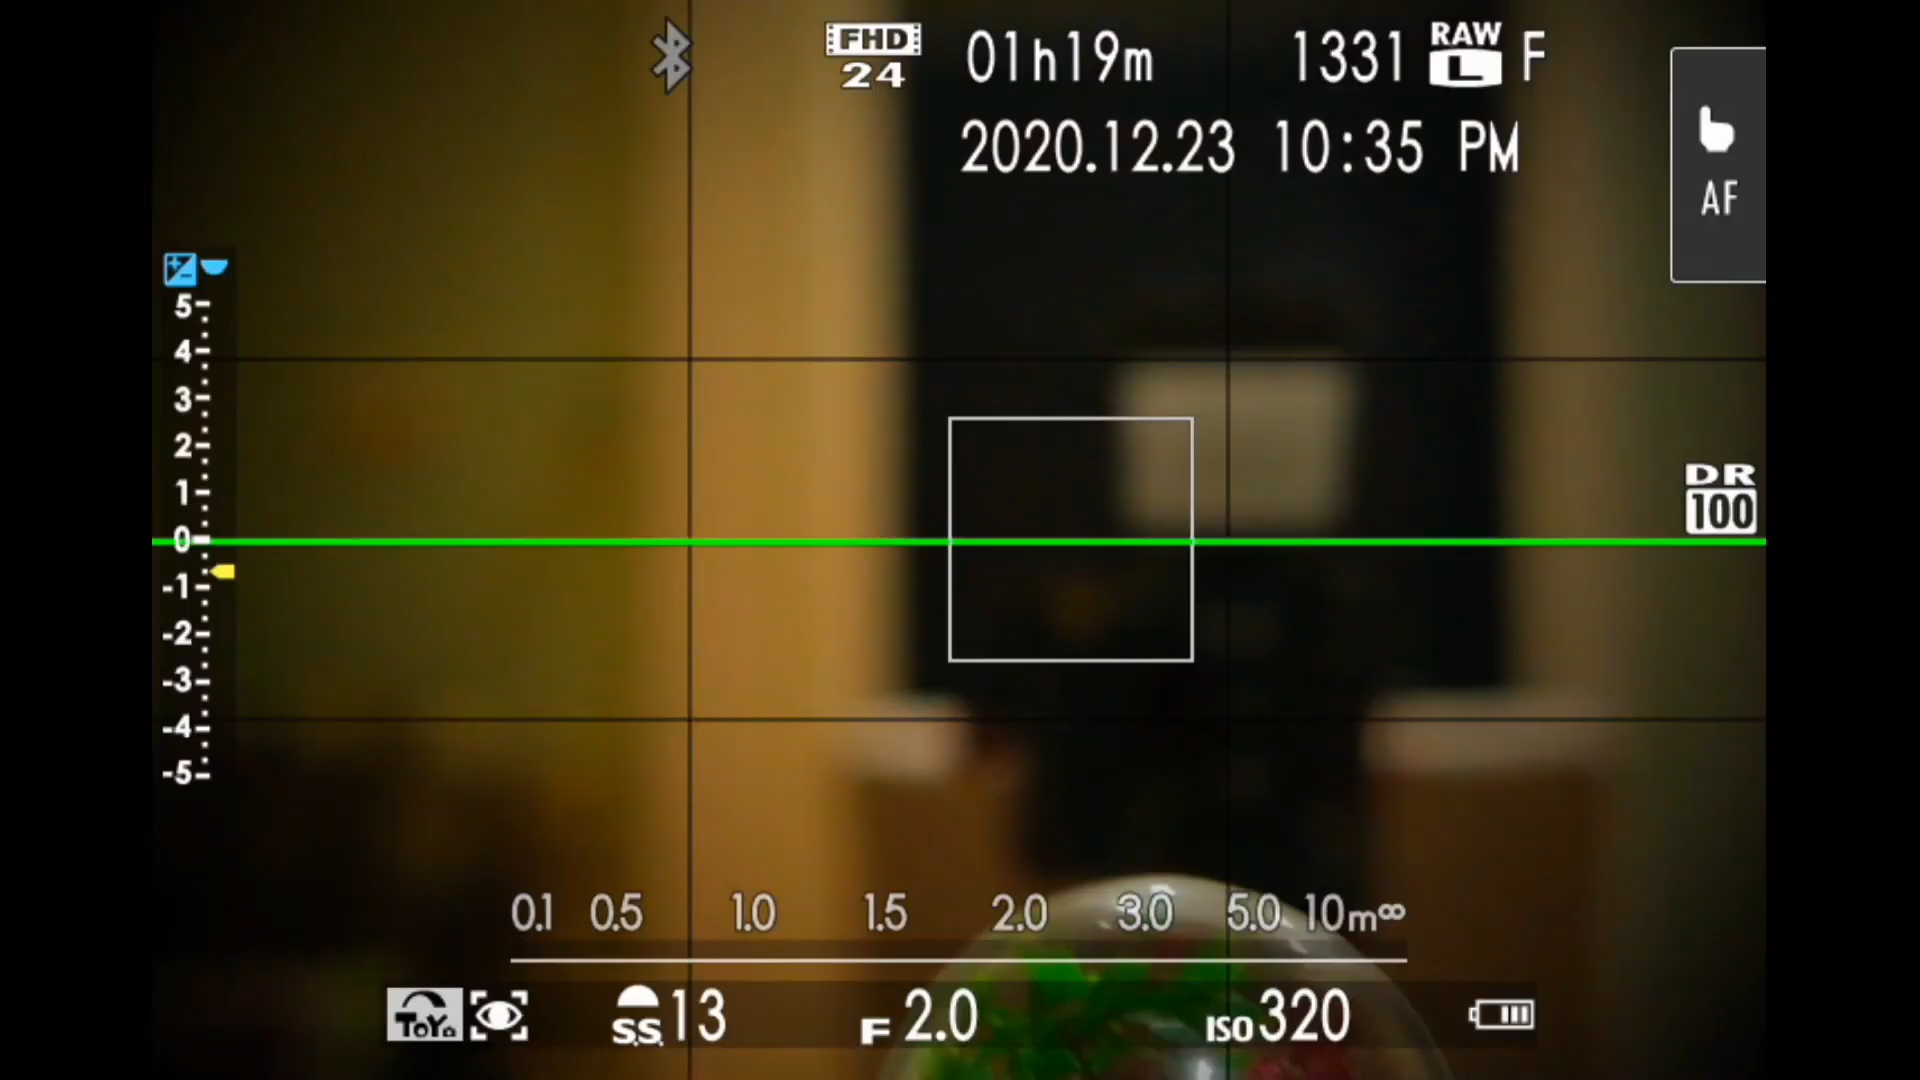 FHD 24 01h19m 1331 RAW L F
2020.12.23 10:35 PM
AF
5
4
3
2
1
0
-1
-2
-3
-4
-5
DR
100
0.1 0.5 1.0 1.5 2.0 3.0 5.0 10m∞
ToYo S.S. 13 F 2.0 ISO 320